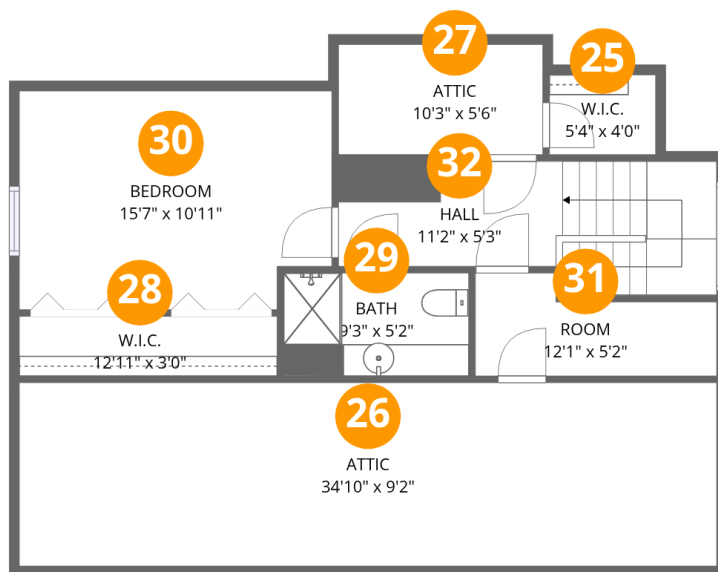 27
ATTIC
10'3" x 5'6"
25
W.I.C.
5'4" x 4'0"
30
BEDROOM
15'7" x 10'11"
32
HALL
11'2" x 5'3"
28
W.I.C.
12'11" x 3'0"
29
BATH
9'3" x 5'2"
31
ROOM
12'1" x 5'2"
26
ATTIC
34'10" x 9'2"